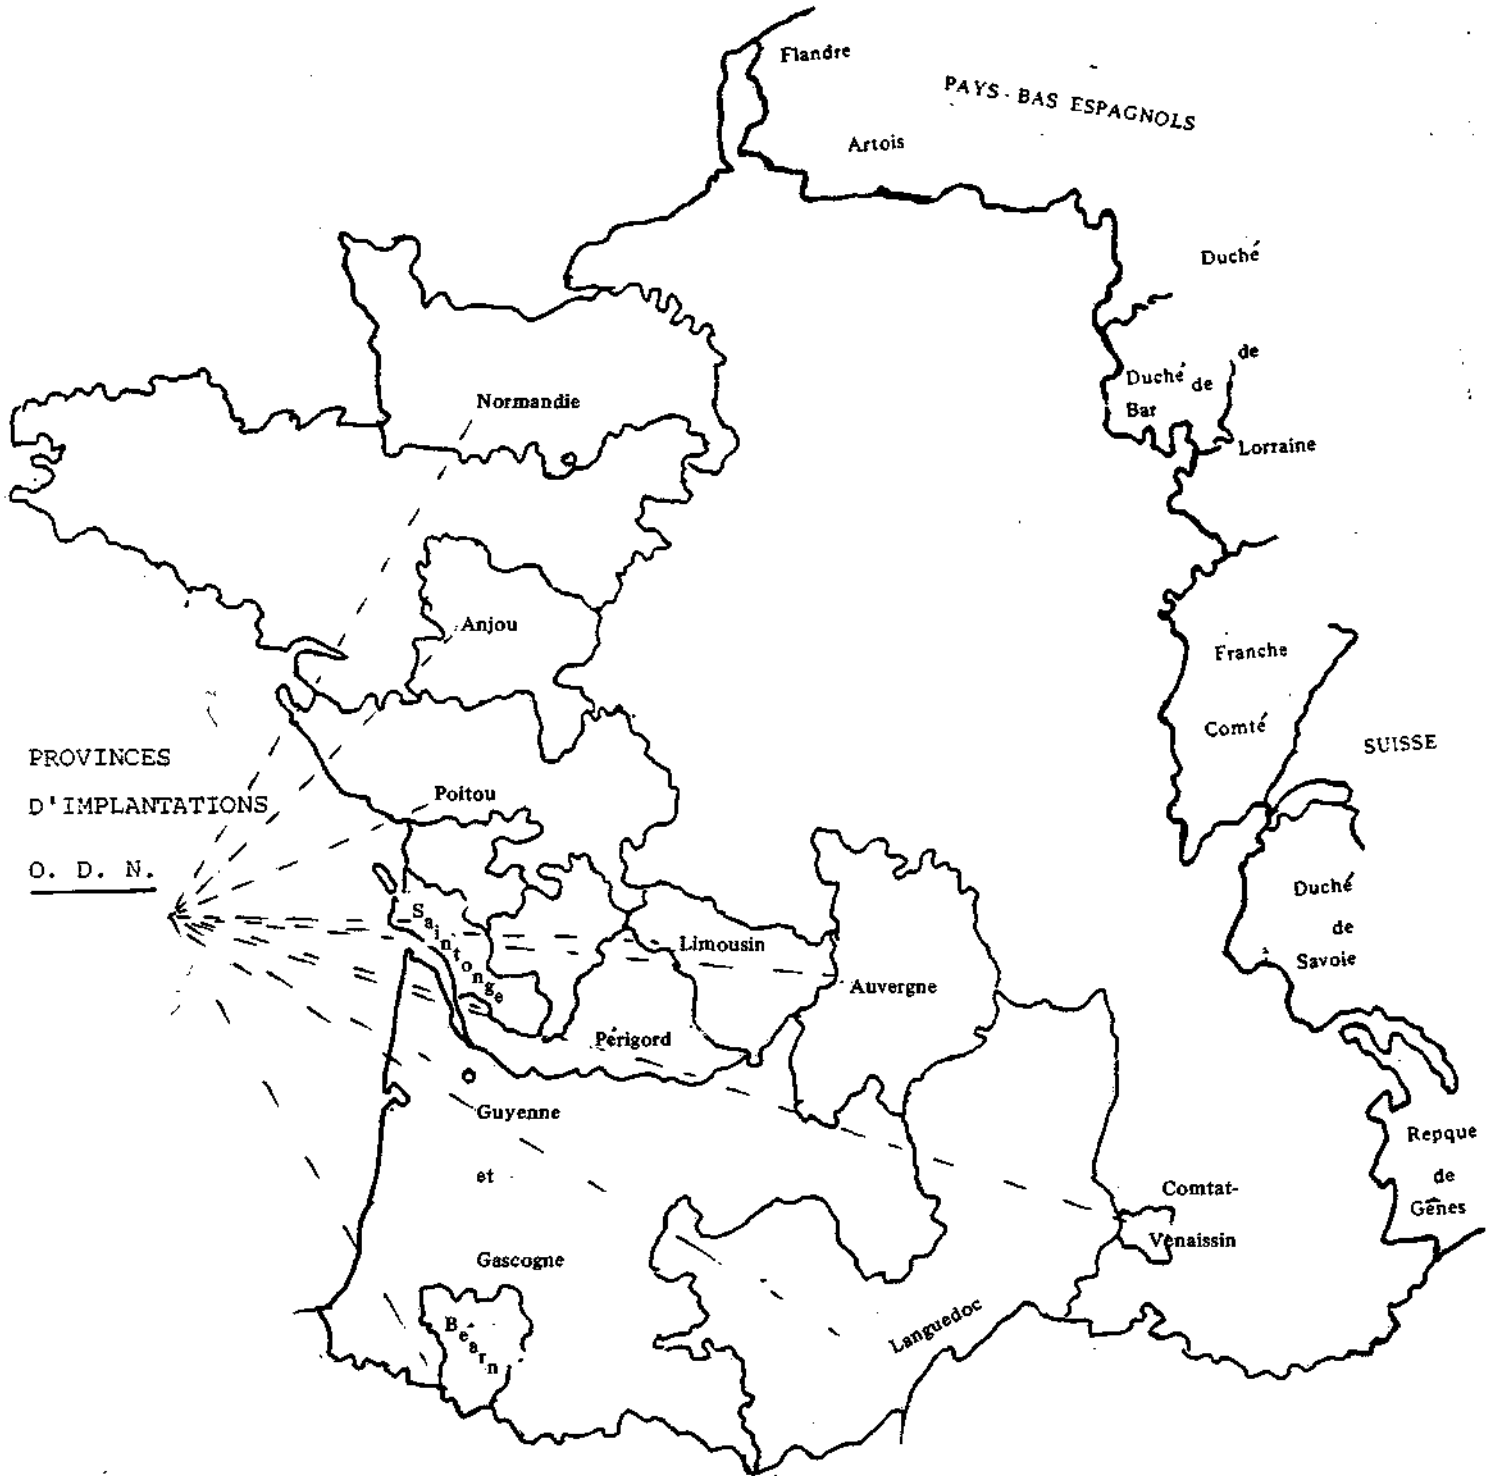 Flandre
PAYS-BAS ESPAGNOLS
Artois
Duché
de
Lorraine
Duché de
Bar
Normandie
Anjou
Franche
Comté
SUISSE
PROVINCES
D'IMPLANTATIONS
O. D. N.
Poitou
Saintonge
Limousin
Auvergne
Duché
de
Savoie
Périgord
Guyenne
et
Gascogne
Béarn
Languedoc
Comtat-
Venaissin
Repque
de
Gênes